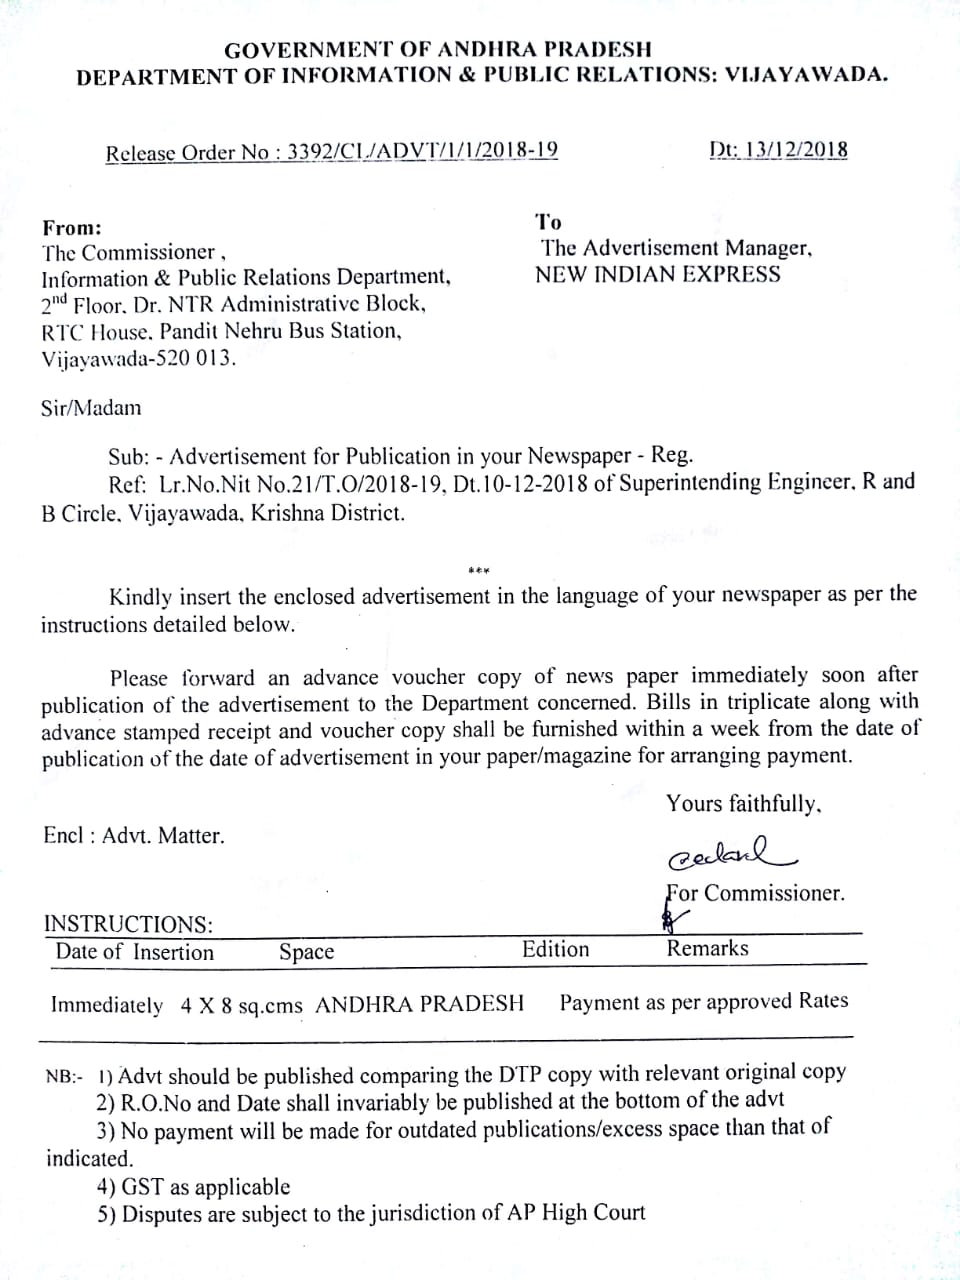 GOVERNMENT OF ANDHRA PRADESH
DEPARTMENT OF INFORMATION & PUBLIC RELATIONS: VIJAYAWADA.
Release Order No : 3392/CL/ADVT/1/1/2018-19
Dt: 13/12/2018
From:
The Commissioner ,
Information & Public Relations Department,
2nd Floor. Dr. NTR Administrative Block,
RTC House. Pandit Nehru Bus Station,
Vijayawada-520 013.
To
The Advertisement Manager,
NEW INDIAN EXPRESS
Sir/Madam
Sub: - Advertisement for Publication in your Newspaper - Reg.
Ref: Lr.No.Nit No.21/T.O/2018-19, Dt.10-12-2018 of Superintending Engineer, R and
B Circle, Vijayawada, Krishna District.
***
Kindly insert the enclosed advertisement in the language of your newspaper as per the
instructions detailed below.
Please forward an advance voucher copy of news paper immediately soon after
publication of the advertisement to the Department concerned. Bills in triplicate along with
advance stamped receipt and voucher copy shall be furnished within a week from the date of
publication of the date of advertisement in your paper/magazine for arranging payment.
Yours faithfully,
Encl : Advt. Matter.
For Commissioner.
INSTRUCTIONS:
Date of Insertion Space Edition Remarks
Immediately 4 X 8 sq.cms ANDHRA PRADESH Payment as per approved Rates
NB:- 1) Advt should be published comparing the DTP copy with relevant original copy
2) R.O.No and Date shall invariably be published at the bottom of the advt
3) No payment will be made for outdated publications/excess space than that of
indicated.
4) GST as applicable
5) Disputes are subject to the jurisdiction of AP High Court